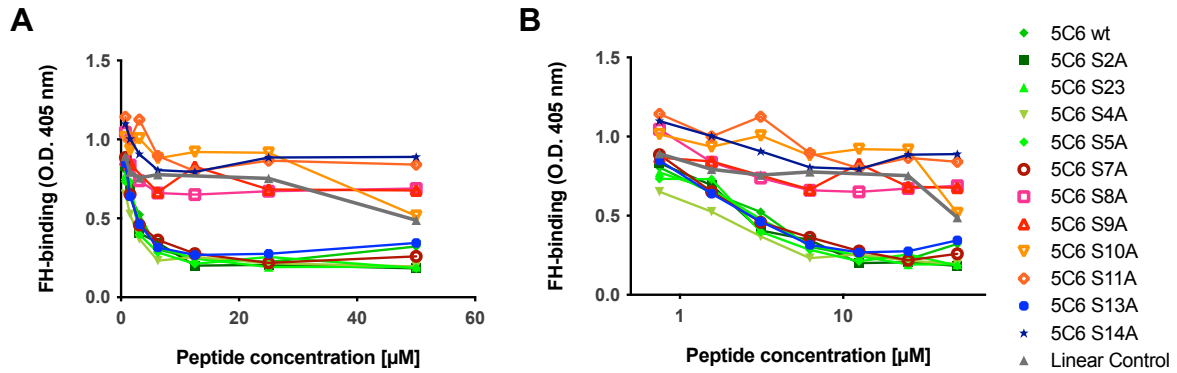 A
B
1.5
1.0
0.5
0.0
0
20
40
60
FH-binding (O.D. 405 nm)
Peptide concentration [µM]
1.5
1.0
0.5
0.0
1
10
FH-binding (O.D. 405 nm)
Peptide concentration [µM]
5C6 wt
5C6 S2A
5C6 S23
5C6 S4A
5C6 S5A
5C6 S7A
5C6 S8A
5C6 S9A
5C6 S10A
5C6 S11A
5C6 S13A
5C6 S14A
Linear Control